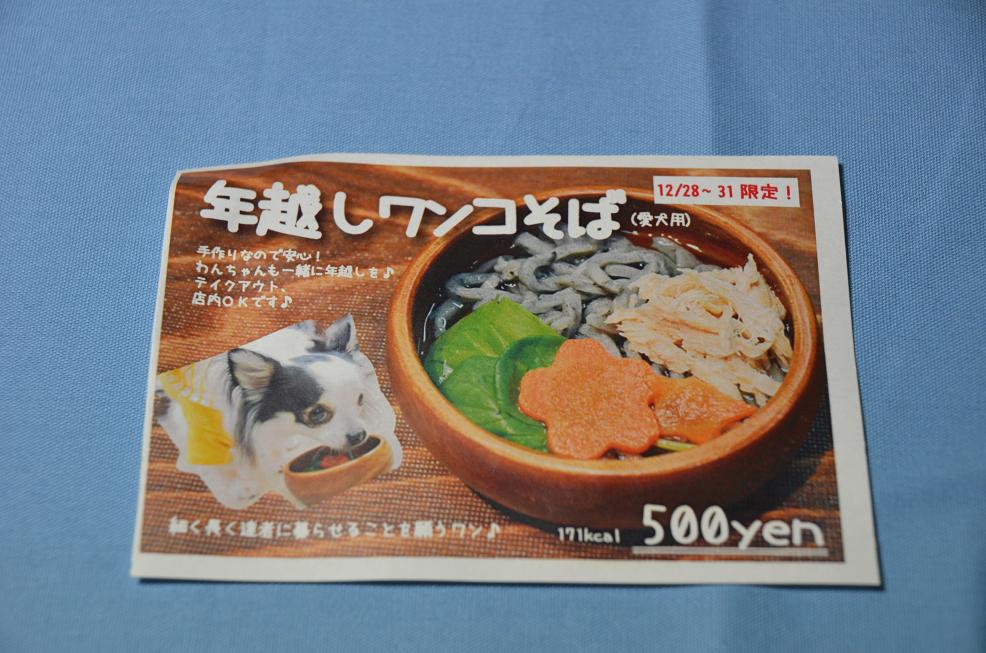 12/28~31 限定!
年越しワンコそば(愛犬用)
手作りなので安心!
わんちゃんも一緒に年越しを♪
テイクアウト、
店内OKです♪
細く長く達者に暮らせることを願うワン♪
171kcal 500yen